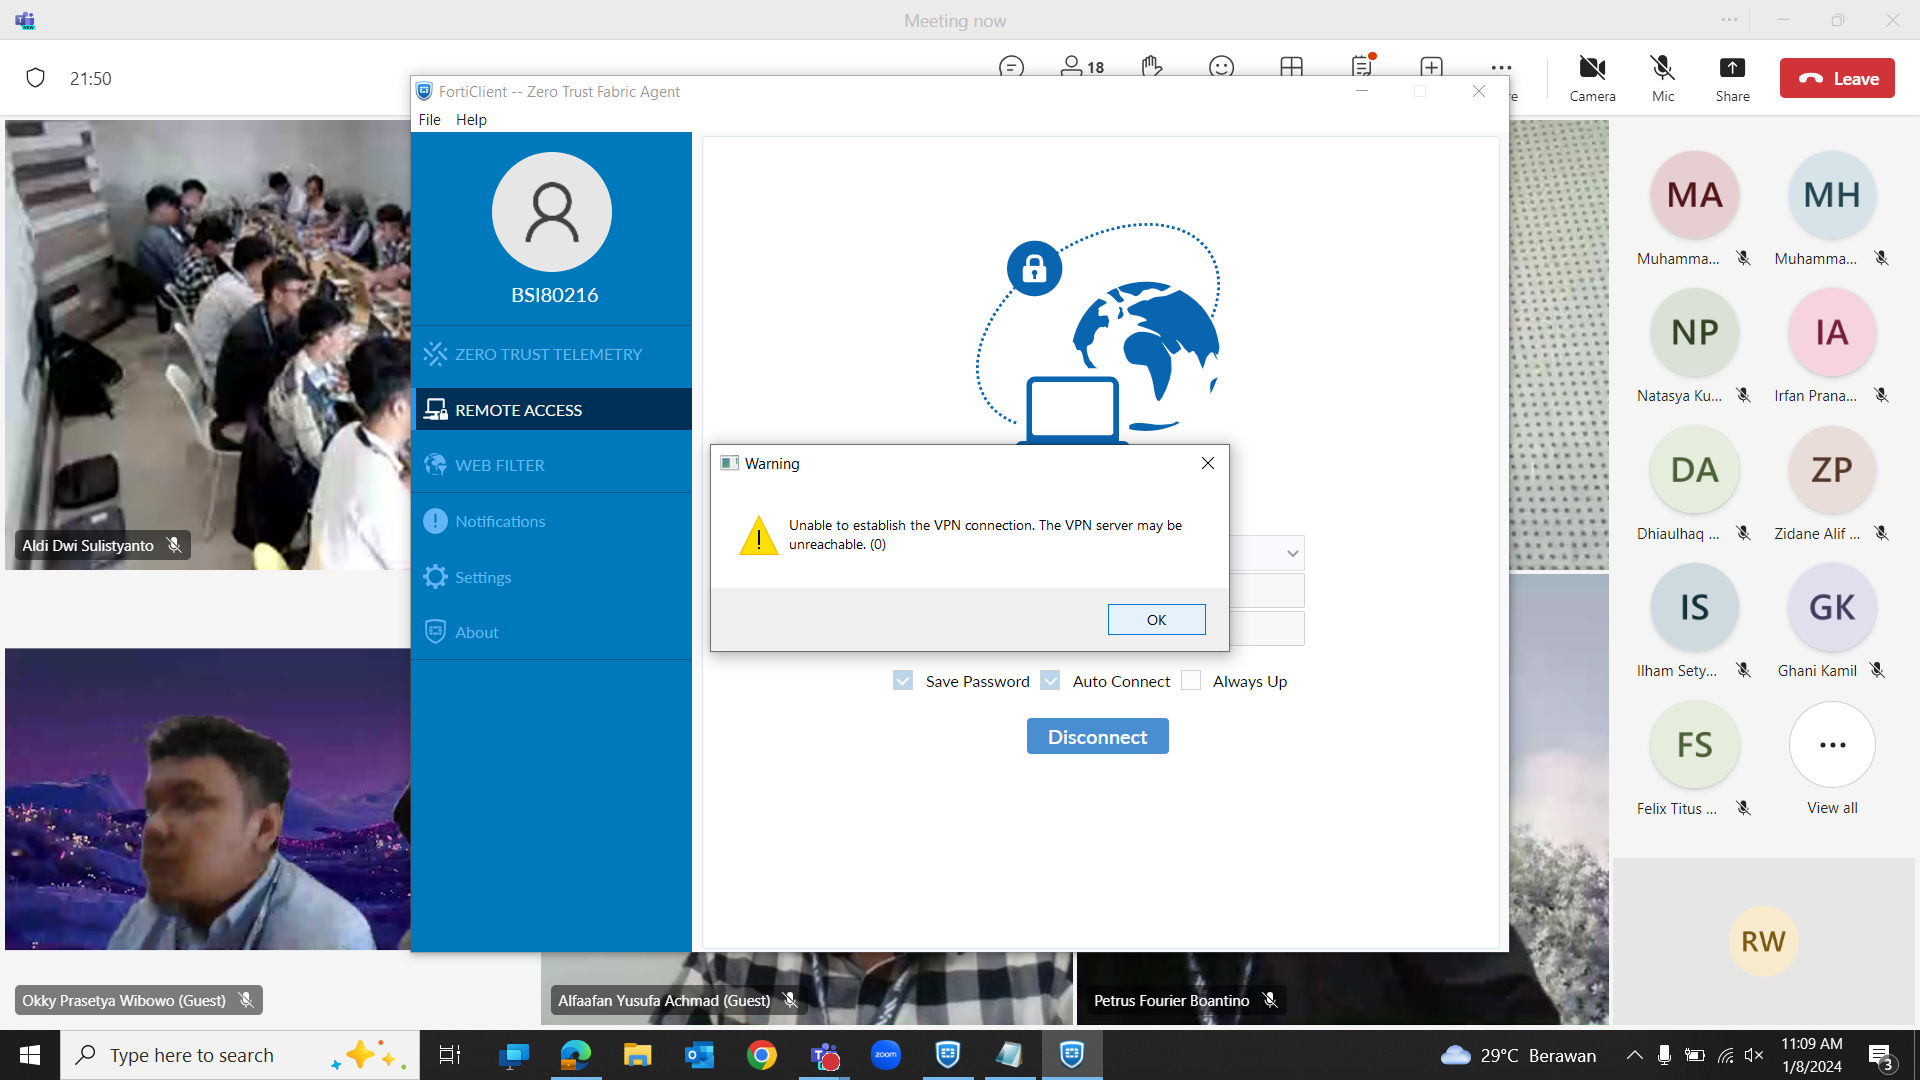 Meeting now
21:50
18
Camera
Mic
Share
Leave
FortiClient -- Zero Trust Fabric Agent
File
Help
BSI80216
ZERO TRUST TELEMETRY
REMOTE ACCESS
WEB FILTER
Notifications
Settings
About
Warning
Unable to establish the VPN connection. The VPN server may be
unreachable. (0)
OK
Save Password
Auto Connect
Always Up
Disconnect
MA
MH
Muhamma...
Muhamma...
NP
IA
Natasya Ku...
Irfan Prana...
DA
ZP
Dhiaulhaq ...
Zidane Alif ...
IS
GK
Ilham Sety...
Ghani Kamil
FS
Felix Titus ...
View all
RW
Aldi Dwi Sulistyanto
Okky Prasetya Wibowo (Guest)
Alfaafan Yusufa Achmad (Guest)
Petrus Fourier Boantino
Type here to search
zoom
29°C Berawan
11:09 AM
1/8/2024
3